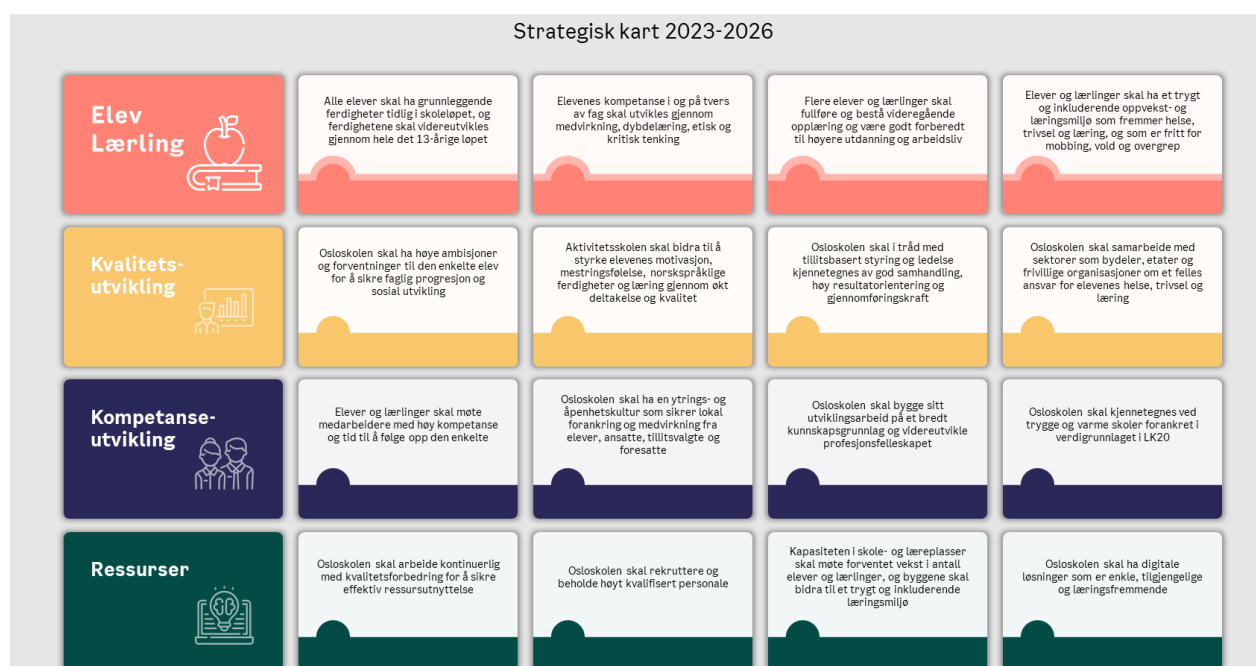 Strategisk kart 2023-2026
Elev
Lærling
Alle elever skal ha grunnleggende
ferdigheter tidlig i skoleløpet, og
ferdighetene skal videreutvikles
gjennom hele det 13-årige løpet
Elevenes kompetanse i og på tvers
av fag skal utvikles gjennom
medvirkning, dybdelæring, etisk og
kritisk tenking
Flere elever og lærlinger skal
fullføre og bestå videregående
opplæring og være godt forberedt
til høyere utdanning og arbeidsliv
Elever og lærlinger skal ha et trygt
og inkluderende oppvekst- og
læringsmiljø som fremmer helse,
trivsel og læring, og som er fritt for
mobbing, vold og overgrep
Kvalitets-
utvikling
Osloskolen skal ha høye ambisjoner
og forventninger til den enkelte elev
for å sikre faglig progresjon og
sosial utvikling
Aktivitetsskolen skal bidra til å
styrke elevenes motivasjon,
mestringsfølelse, norskspråklige
ferdigheter og læring gjennom økt
deltakelse og kvalitet
Osloskolen skal i tråd med
tillitsbasert styring og ledelse
kjennetegnes av god samhandling,
høy resultatorientering og
gjennomføringskraft
Osloskolen skal samarbeide med
sektorer som bydeler, etater og
frivillige organisasjoner om et felles
ansvar for elevenes helse, trivsel og
læring
Kompetanse-
utvikling
Elever og lærlinger skal møte
medarbeidere med høy kompetanse
og tid til å følge opp den enkelte
Osloskolen skal ha en ytrings- og
åpenhetskultur som sikrer lokal
forankring og medvirkning fra
elever, ansatte, tillitsvalgte og
foresatte
Osloskolen skal bygge sitt
utviklingsarbeid på et bredt
kunnskapsgrunnlag og videreutvikle
profesjonsfelleskapet
Osloskolen skal kjennetegnes ved
trygge og varme skoler forankret i
verdigrunnlaget i LK20
Ressurser
Osloskolen skal arbeide kontinuerlig
med kvalitetsforbedring for å sikre
effektiv ressursutnyttelse
Osloskolen skal rekruttere og
beholde høyt kvalifisert personale
Kapasiteten i skole- og læreplasser
skal møte forventet vekst i antall
elever og lærlinger, og byggene skal
bidra til et trygt og inkluderende
læringsmiljø
Osloskolen skal ha digitale
løsninger som er enkle, tilgjengelige
og læringsfremmende